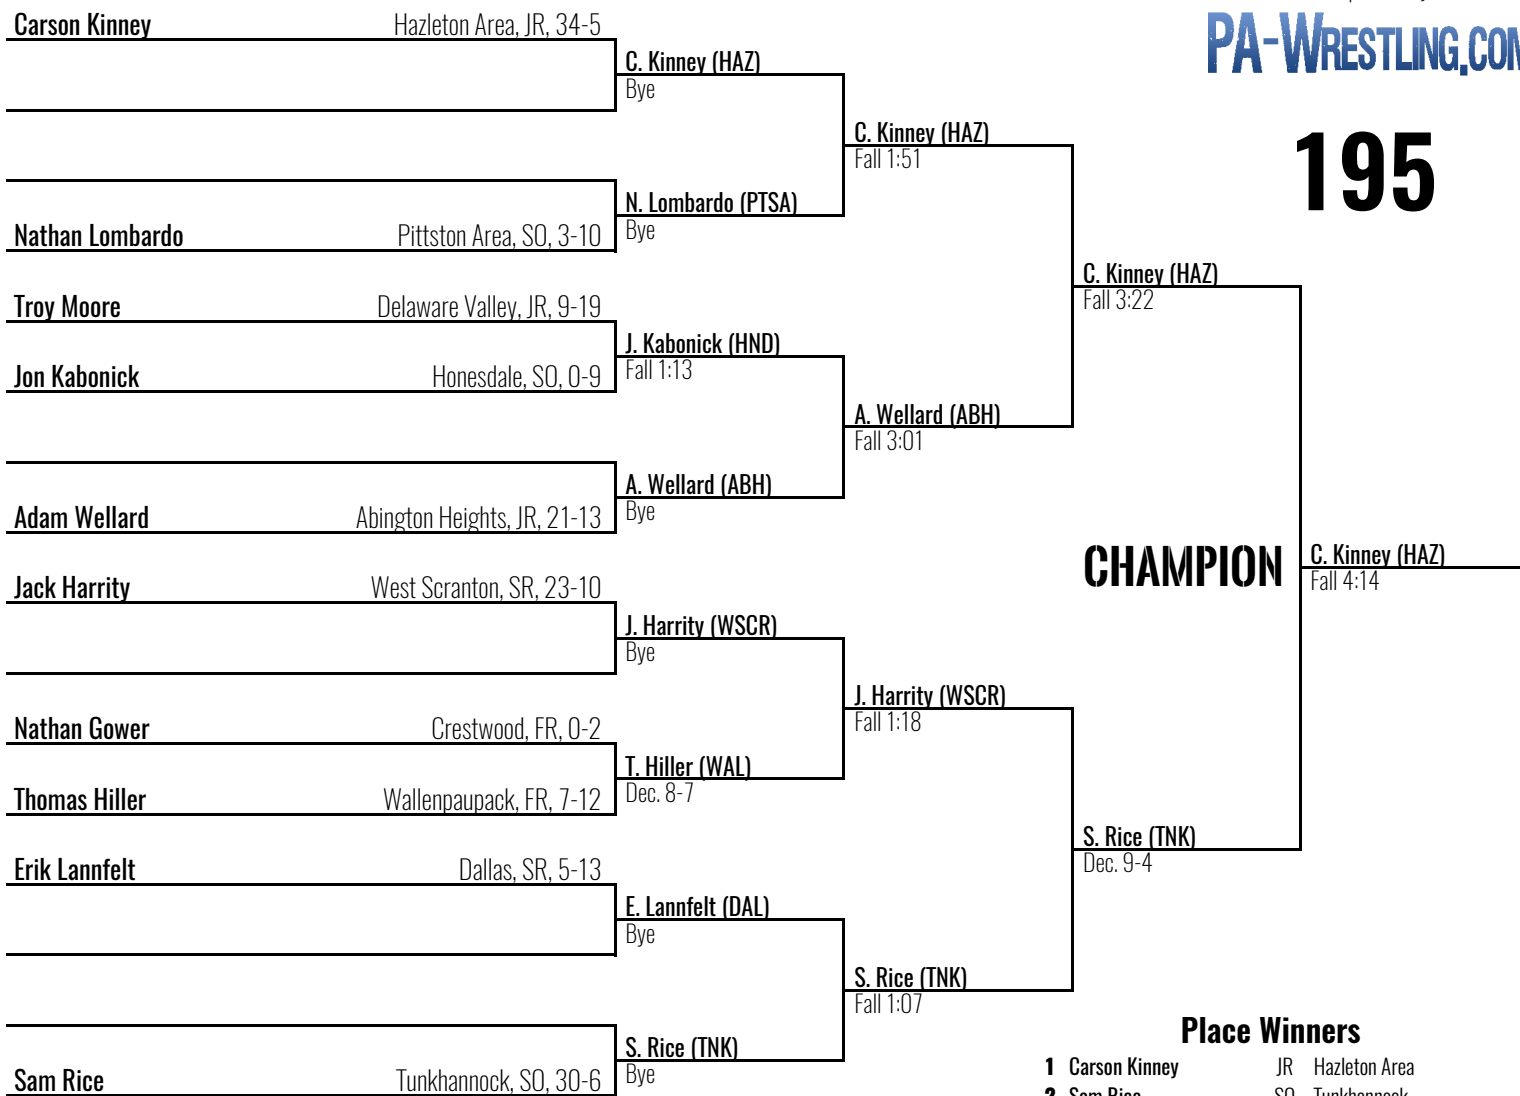 Carson Kinney Hazleton Area, JR, 34-5
C. Kinney (HAZ)
Bye
PA-WRESTLING.COM
195
C. Kinney (HAZ)
Fall 1:51
N. Lombardo (PTSA)
Bye
Nathan Lombardo Pittston Area, SO, 3-10
Troy Moore Delaware Valley, JR, 9-19
C. Kinney (HAZ)
Fall 3:22
J. Kabonick (HND)
Fall 1:13
Jon Kabonick Honesdale, SO, 0-9
A. Wellard (ABH)
Fall 3:01
A. Wellard (ABH)
Bye
Adam Wellard Abington Heights, JR, 21-13
CHAMPION
C. Kinney (HAZ)
Fall 4:14
Jack Harrity West Scranton, SR, 23-10
J. Harrity (WSCR)
Bye
J. Harrity (WSCR)
Fall 1:18
Nathan Gower Crestwood, FR, 0-2
T. Hiller (WAL)
Dec. 8-7
Thomas Hiller Wallenpaupack, FR, 7-12
S. Rice (TNK)
Dec. 9-4
Erik Lannfelt Dallas, SR, 5-13
E. Lannfelt (DAL)
Bye
S. Rice (TNK)
Fall 1:07
S. Rice (TNK)
Bye
Sam Rice Tunkhannock, SO, 30-6
Place Winners
1 Carson Kinney JR Hazleton Area
2 Sam Rice SO Tunkhannock